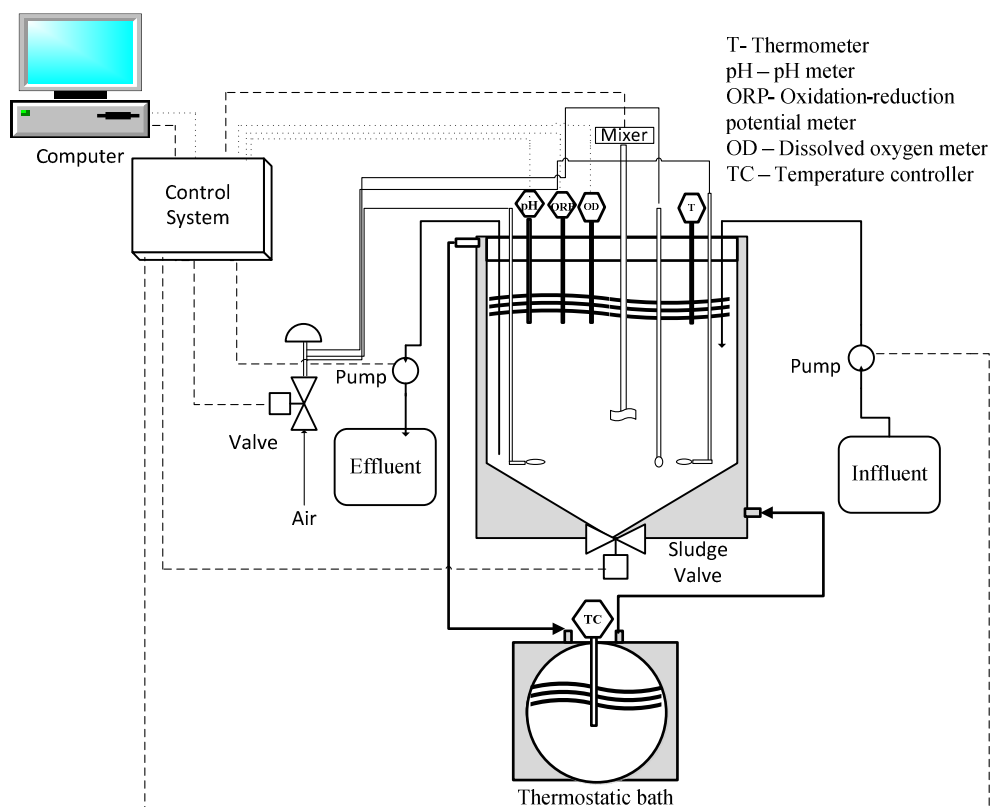 T- Thermometer
pH – pH meter
ORP- Oxidation-reduction
potential meter
OD – Dissolved oxygen meter
TC – Temperature controller
Computer
Control
System
Mixer
pH
ORP
OD
T
Pump
Pump
Valve
Effluent
Inffluent
Air
Sludge
Valve
TC
Thermostatic bath